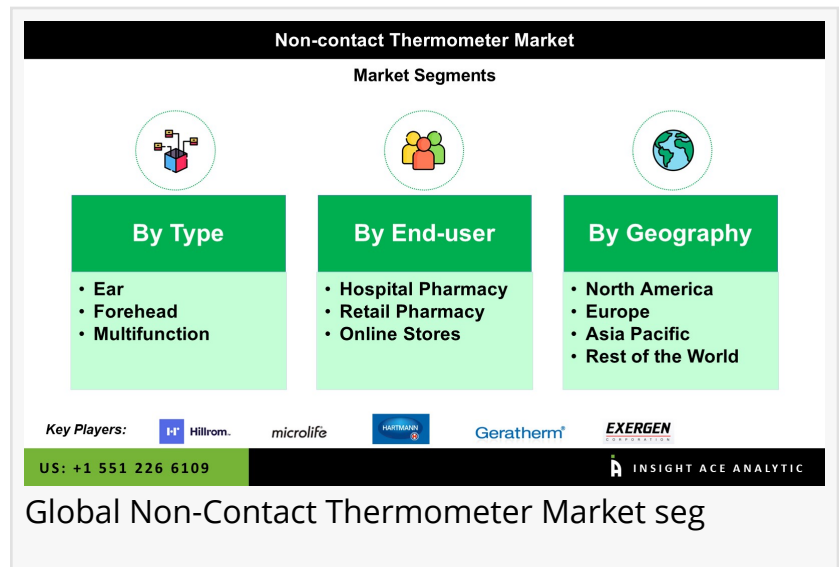 Non-contact Thermometer Market
Market Segments
By Type
• Ear
• Forehead
• Multifunction
By End-user
• Hospital Pharmacy
• Retail Pharmacy
• Online Stores
By Geography
• North America
• Europe
• Asia Pacific
• Rest of the World
Key Players:
H Hillrom.
microlife
HARTMANN
Geratherm®
EXERGEN
CORPORATION
US: +1 551 226 6109
INSIGHT ACE ANALYTIC
Global Non-Contact Thermometer Market seg